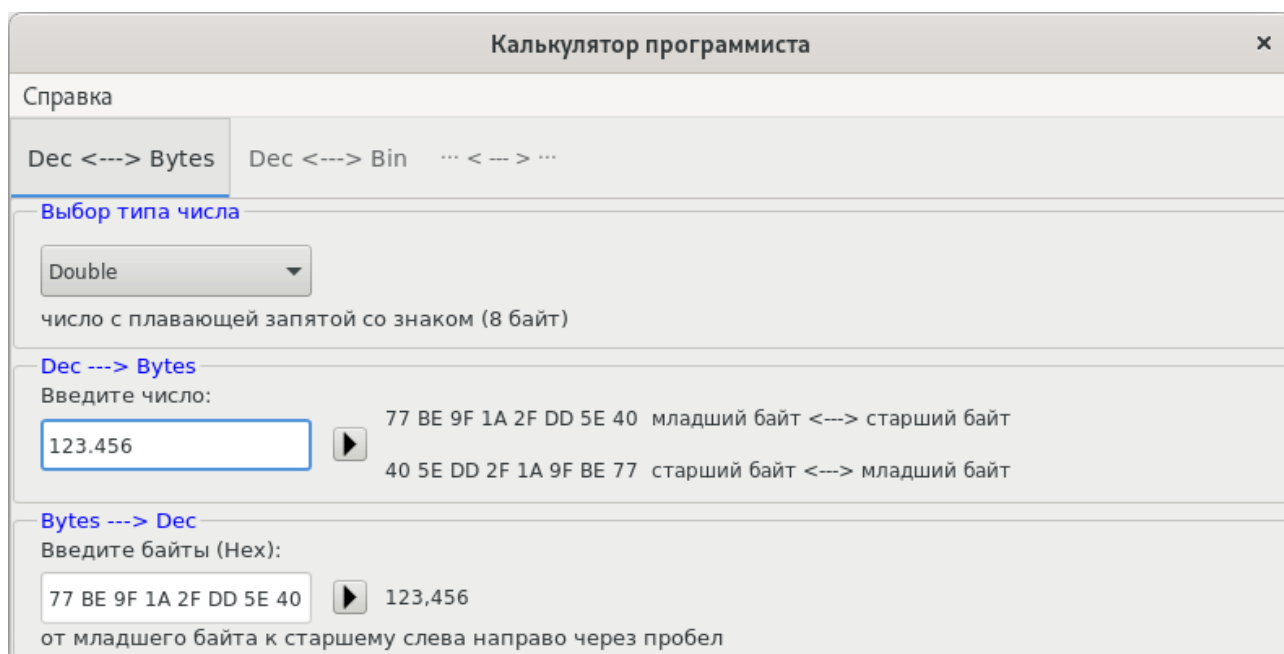 Калькулятор программиста ×
Справка
Dec <---> Bytes Dec <---> Bin ··· < --- > ···
Выбор типа числа
Double
число с плавающей запятой со знаком (8 байт)
Dec ---> Bytes
Введите число:
77 BE 9F 1A 2F DD 5E 40 младший байт <---> старший байт
123.456
40 5E DD 2F 1A 9F BE 77 старший байт <---> младший байт
Bytes ---> Dec
Введите байты (Hex):
77 BE 9F 1A 2F DD 5E 40 123,456
от младшего байта к старшему слева направо через пробел